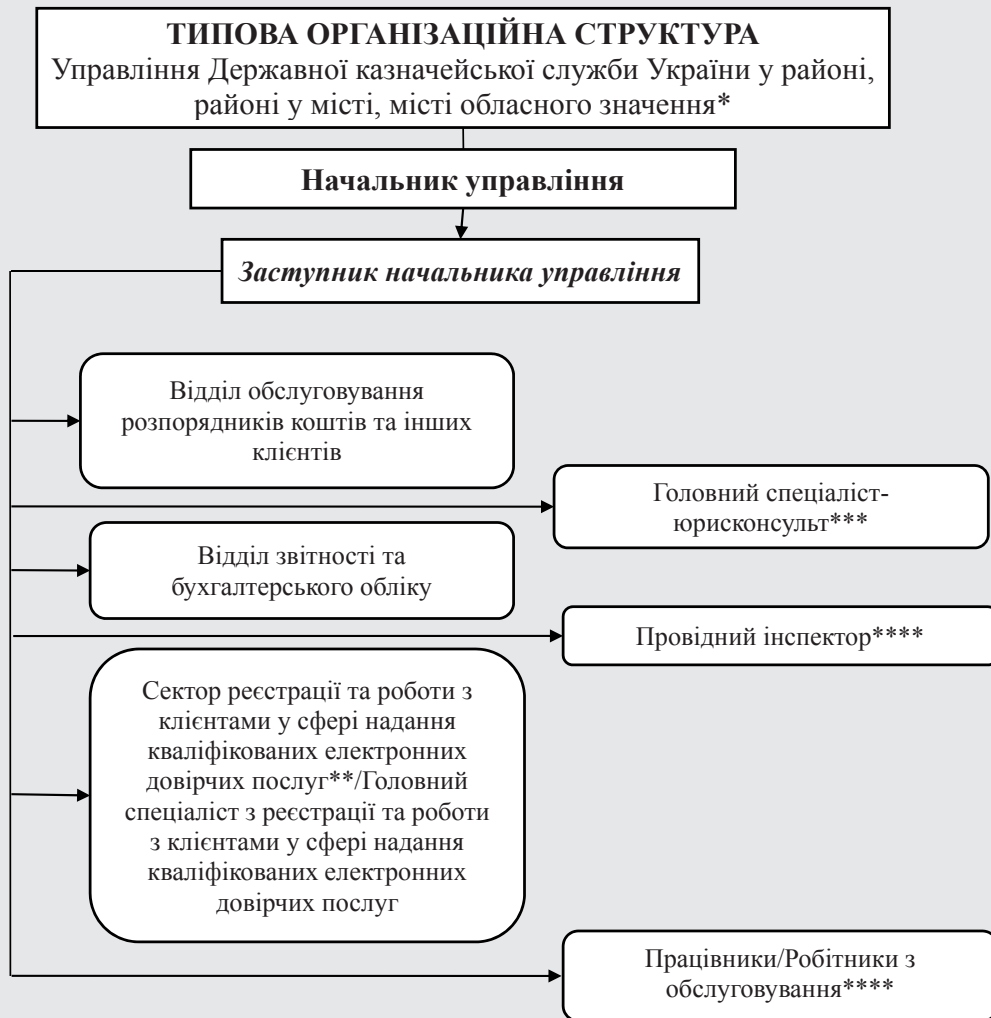 ТИПОВА ОРГАНІЗАЦІЙНА СТРУКТУРА
Управління Державної казначейської служби України у районі,
районі у місті, місті обласного значення*
Начальник управління
Заступник начальника управління
Відділ обслуговування
розпорядників коштів та інших
клієнтів
Головний спеціаліст-
юрисконсульт***
Відділ звітності та
бухгалтерського обліку
Провідний інспектор****
Сектор реєстрації та роботи з
клієнтами у сфері надання
кваліфікованих електронних
довірчих послуг**/Головний
спеціаліст з реєстрації та роботи
з клієнтами у сфері надання
кваліфікованих електронних
довірчих послуг
Працівники/Робітники з
обслуговування****